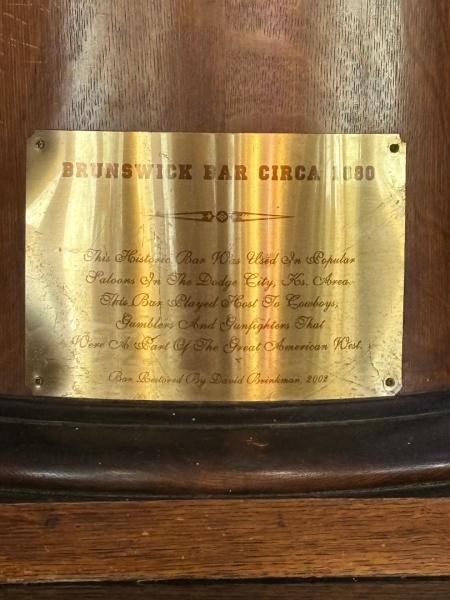 BRUNSWICK BAR CIRCA 1880
This Historic Bar Was Used In Popular
Saloons In The Dodge City, Ks. Area.
This Bar Played Host To Cowboys,
Gamblers And Gunfighters That
Were A Part Of The Great American West.
Bar Restored By David Brinkman, 2002